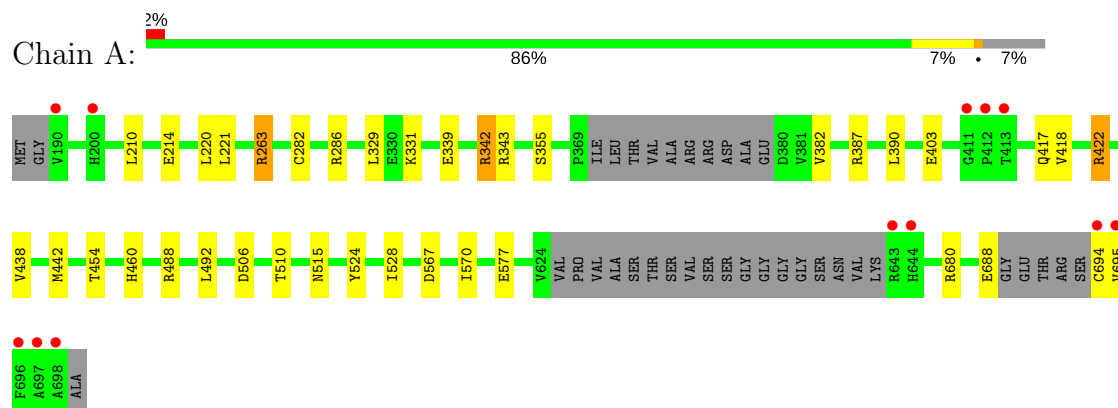 2%
Chain A:
86% 7% • 7%
MET GLY V190 H200 L210 E214 L220 L221 R263 C282 R286 L329 E330 K331 E339 R342 R343 S355 P369 ILE LEU THR VAL ALA ARG ARG ASP ALA GLU D380 V381 V382 R387 L390 E403 G411 P412 T413 Q417 V418 R422
V438 M442 T454 H460 R488 L492 D506 T510 N515 Y524 I528 D567 I570 E577 V624 VAL PRO VAL ALA SER THR SER VAL SER SER GLY GLY GLY GLY SER ASN VAL LYS R643 H644 R680 E688 GLY GLU THR ARG SER C694 V695
F696 A697 A698 ALA